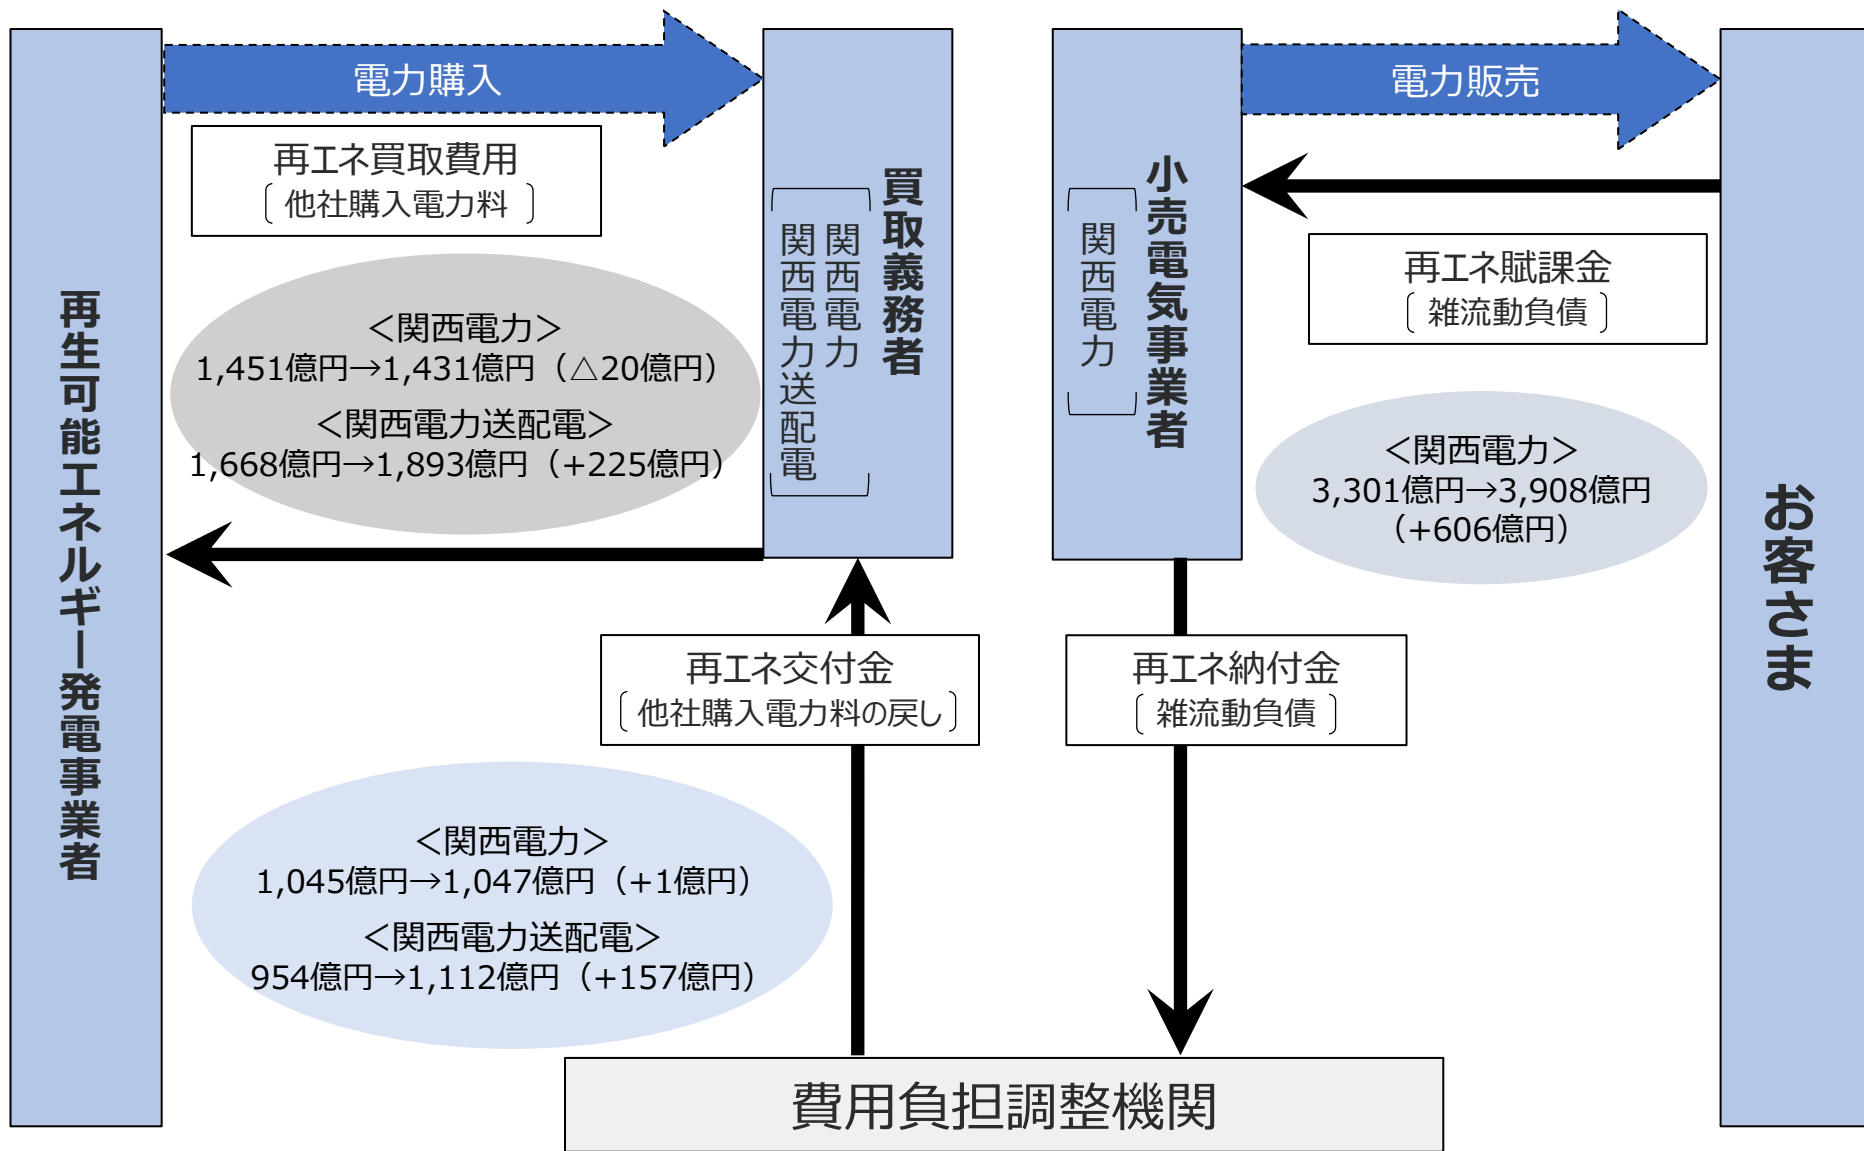 電力購入
再エネ買取費用
［ 他社購入電力料 ］
再生可能エネルギー発電事業者
＜関西電力＞
1,451億円→1,431億円（△20億円）
＜関西電力送配電＞
1,668億円→1,893億円（+225億円）
買取義務者
［関西電力
関西電力送配電］
小売電気事業者
［関西電力］
電力販売
再エネ賦課金
［ 雑流動負債 ］
＜関西電力＞
3,301億円→3,908億円
（+606億円）
お客さま
再エネ交付金
［ 他社購入電力料の戻し ］
再エネ納付金
［ 雑流動負債 ］
＜関西電力＞
1,045億円→1,047億円（+1億円）
＜関西電力送配電＞
954億円→1,112億円（+157億円）
費用負担調整機関